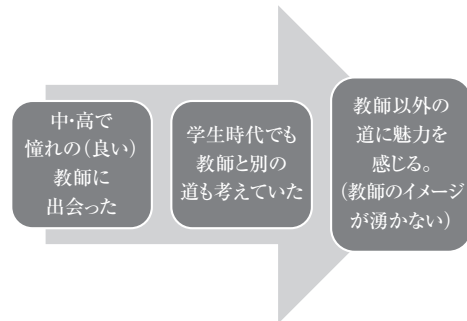 中・高で
憧れの（良い）
教師に
出会った
学生時代でも
教師と別の
道も考えていた
教師以外の
道に魅力を
感じる。
（教師のイメージ
が湧かない）